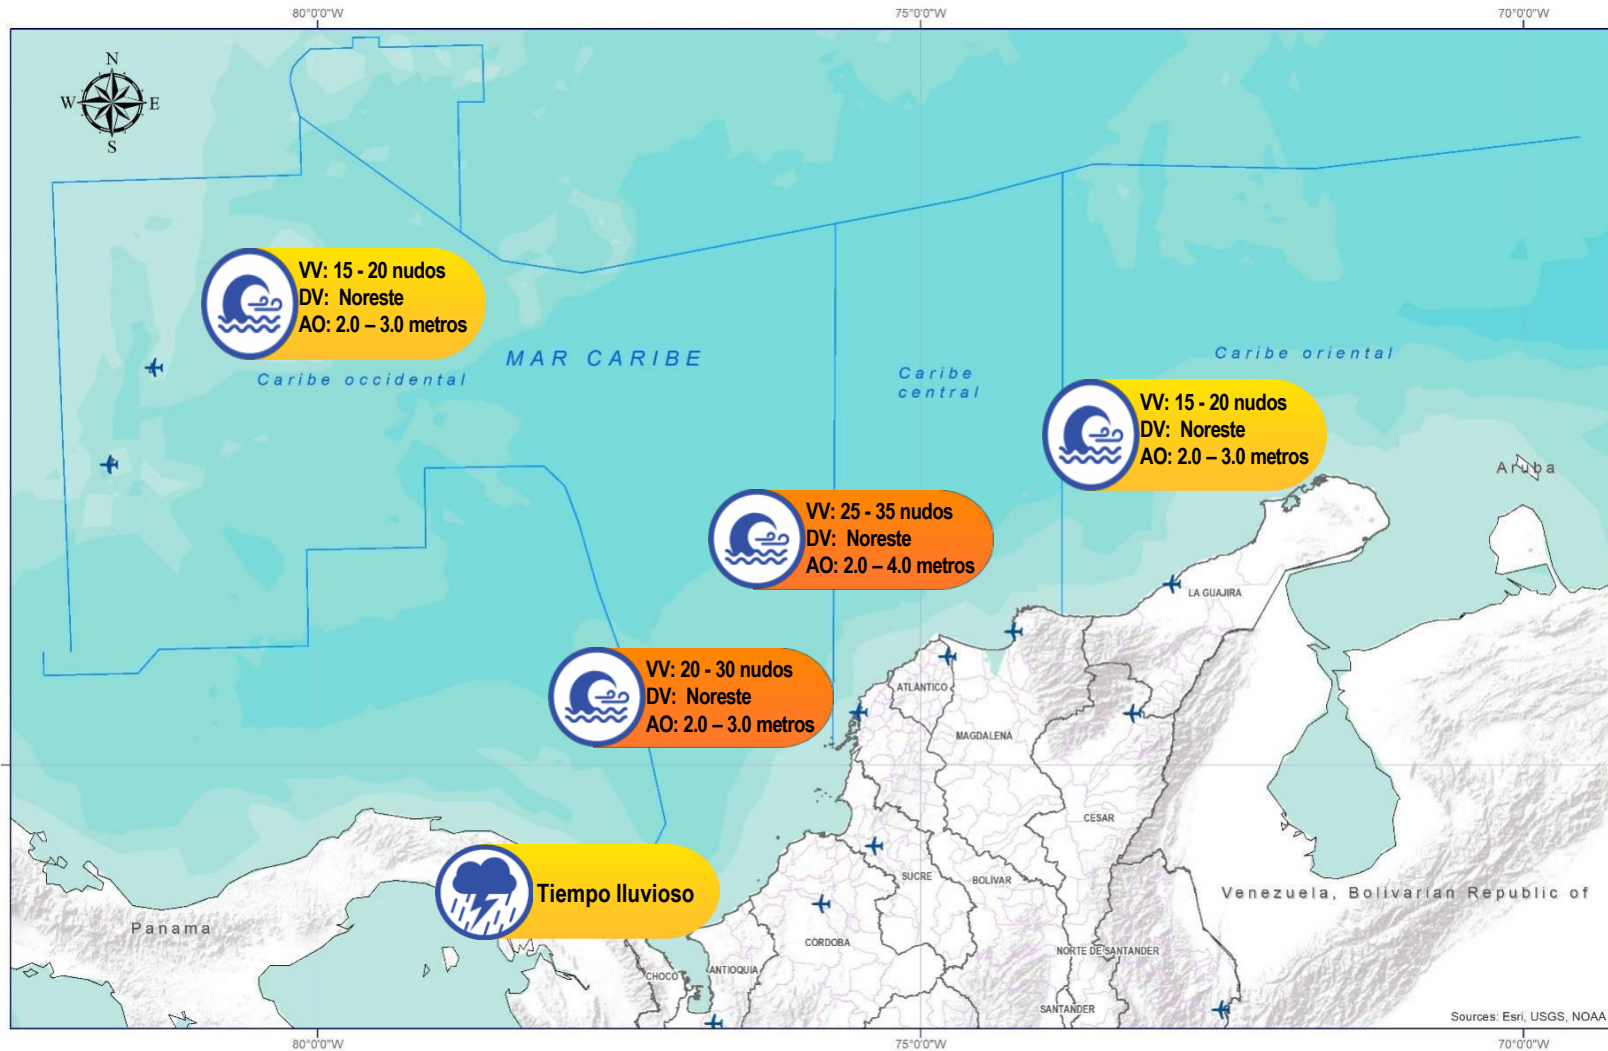 80°0'0"W 75°0'0"W 70°0'0"W
N
W E
S
VV: 15 - 20 nudos
DV: Noreste
AO: 2.0 – 3.0 metros
MAR CARIBE
Caribe occidental
Caribe
central
Caribe oriental
VV: 15 - 20 nudos
DV: Noreste
AO: 2.0 – 3.0 metros
Aruba
VV: 25 - 35 nudos
DV: Noreste
AO: 2.0 – 4.0 metros
LA GUAJIRA
VV: 20 - 30 nudos
DV: Noreste
AO: 2.0 – 3.0 metros
ATLÁNTICO
MAGDALENA
CESAR
Tiempo lluvioso
SUCRE
BOLÍVAR
Venezuela, Bolivarian Republic of
Panama
CÓRDOBA
NORTE DE SANTANDER
CHOCÓ
ANTIOQUIA
SANTANDER
Sources: Esri, USGS, NOAA
80°0'0"W 75°0'0"W 70°0'0"W